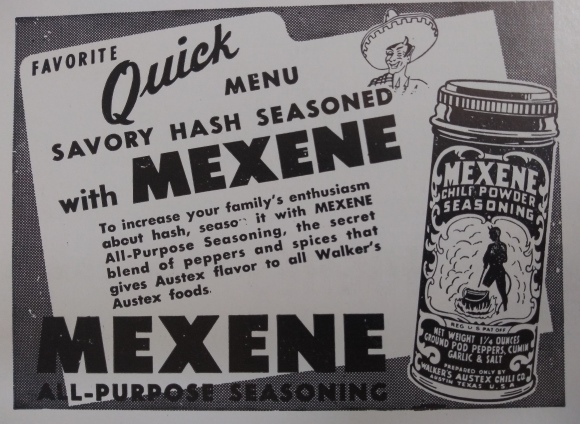 FAVORITE
Quick
MENU
SAVORY HASH SEASONED
with MEXENE
To increase your family's enthusiasm
about hash, season it with MEXENE
All-Purpose Seasoning, the secret
blend of peppers and spices that
gives Austex flavor to all Walker's
Austex foods.
MEXENE
ALL-PURPOSE SEASONING
MEXENE
CHILI POWDER
SEASONING
REG U S PAT OFF
NET WEIGHT 1¼ OUNCES
GROUND POD PEPPERS, CUMIN
GARLIC & SALT
PREPARED ONLY BY
WALKER'S AUSTEX CHILI CO.
AUSTIN TEXAS U.S.A.